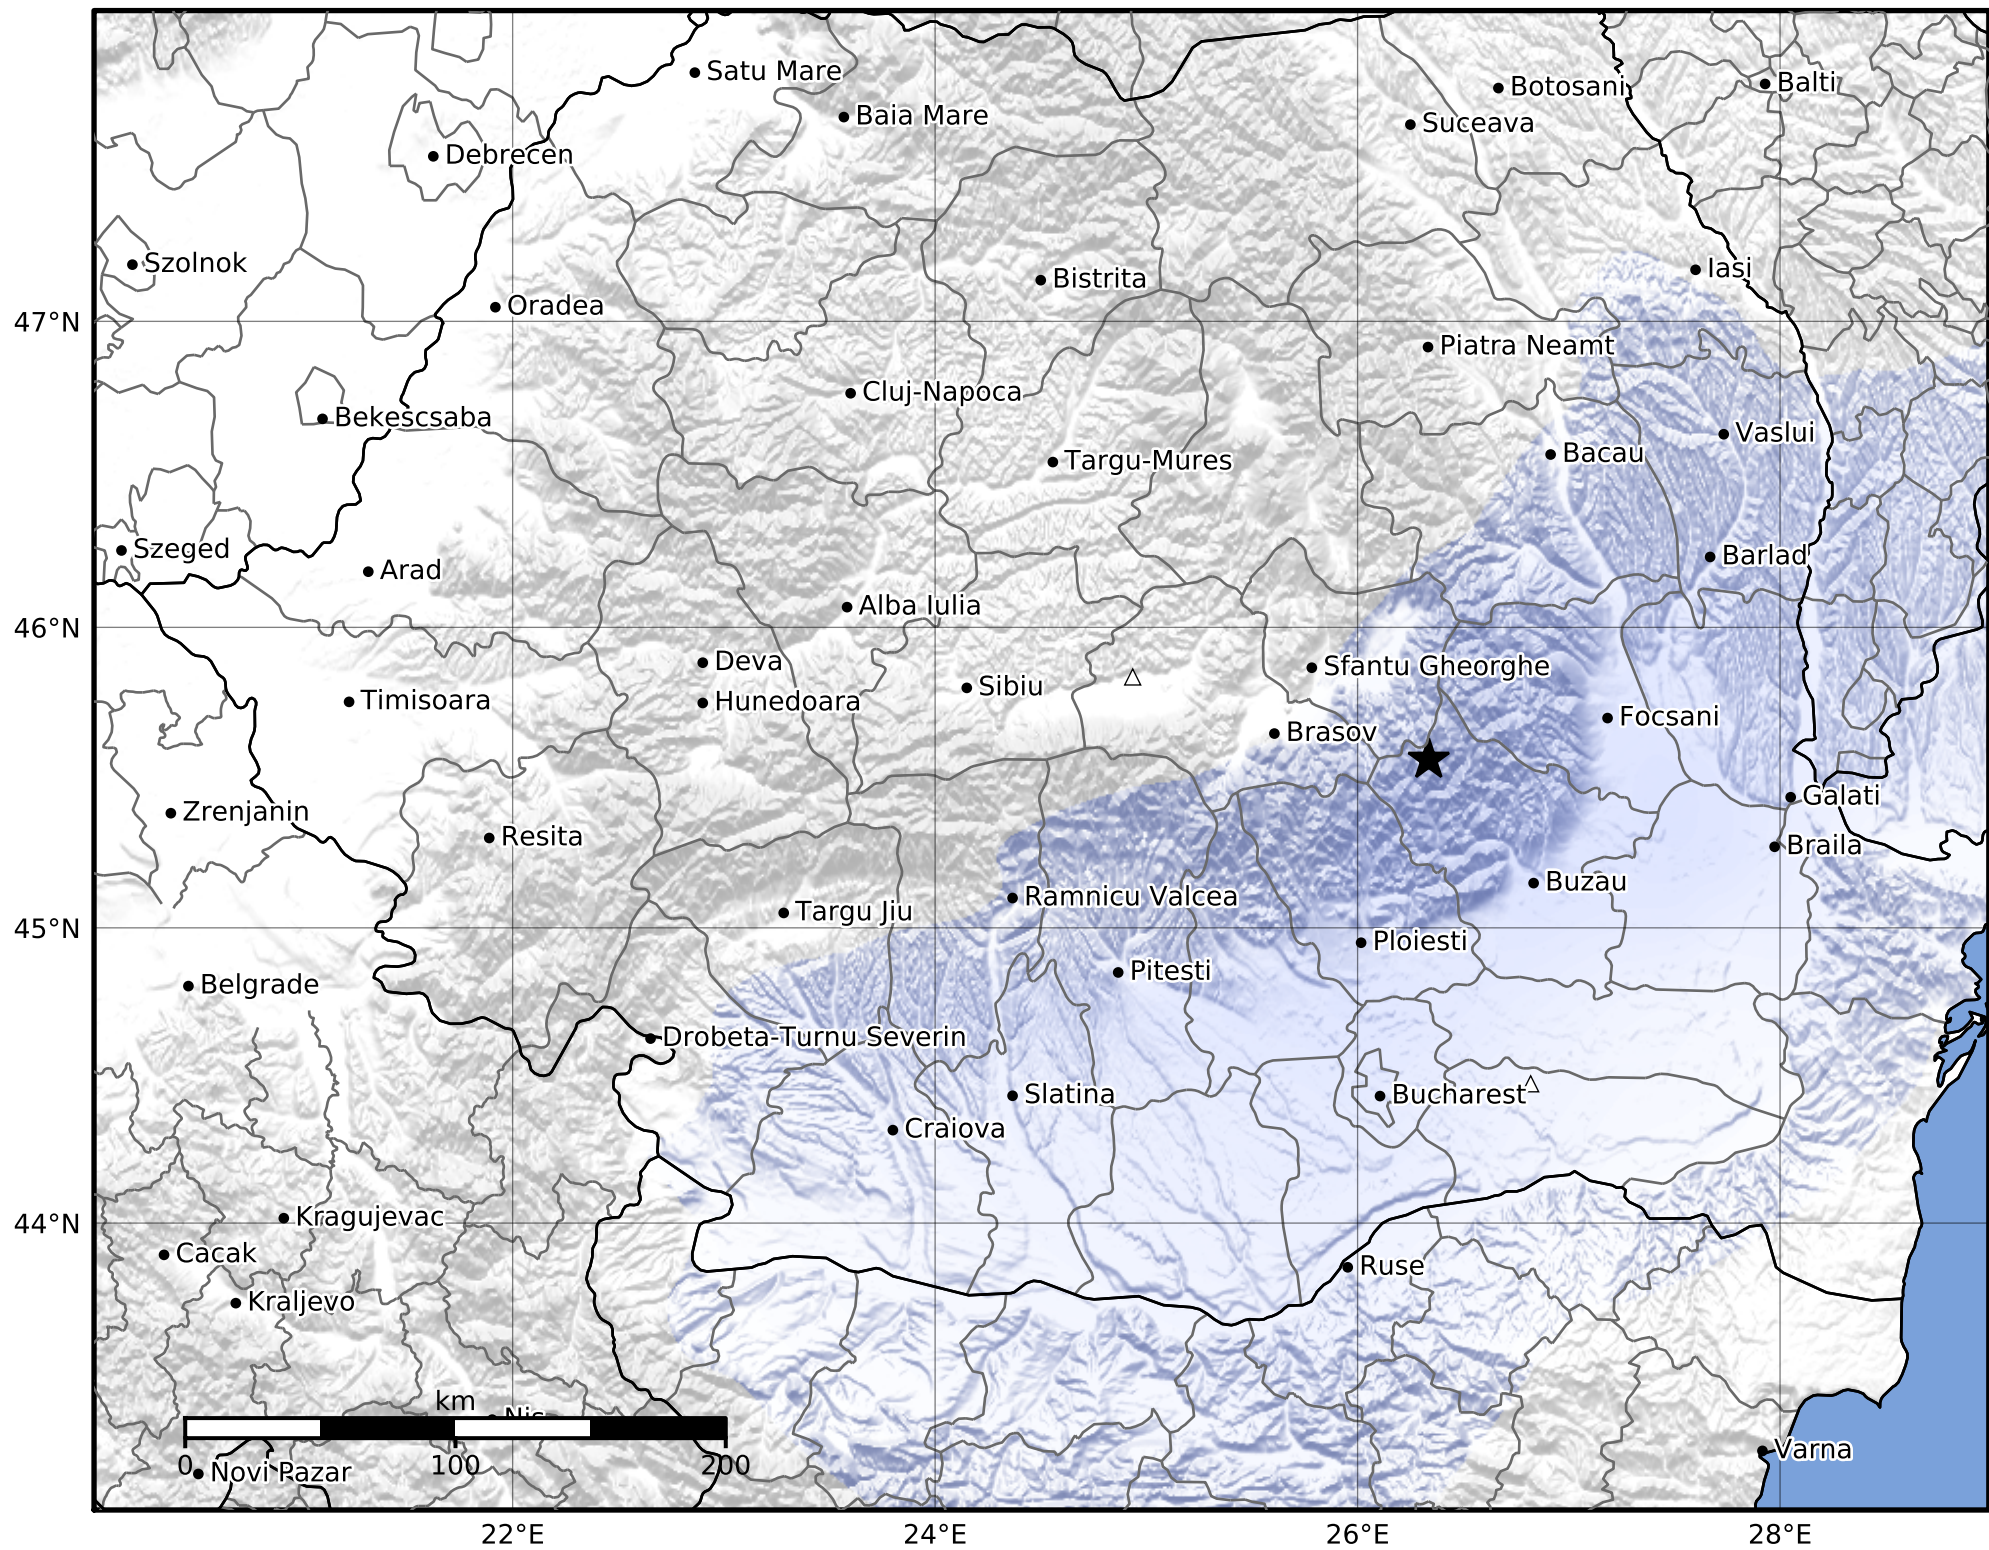 Satu Mare
Botosani
Balti
Baia Mare
Suceava
Debrecen
Szolnok
Iasi
Bistrita
Oradea
47°N
Piatra Neamt
Cluj-Napoca
Bekescsaba
Vaslui
Bacau
Targu-Mures
Szeged
Barlad
Arad
Alba Iulia
46°N
Deva
Sfantu Gheorghe
Sibiu
Timisoara
Hunedoara
Focsani
Brasov
Galati
Zrenjanin
Resita
Braila
Buzau
Ramnicu Valcea
Targu Jiu
45°N
Ploiesti
Pitesti
Belgrade
Drobeta-Turnu Severin
Slatina
Bucharest
Craiova
Kragujevac
44°N
Cacak
Ruse
Kraljevo
km
Nis
Varna
0
100
200
Novi Pazar
22°E
24°E
26°E
28°E